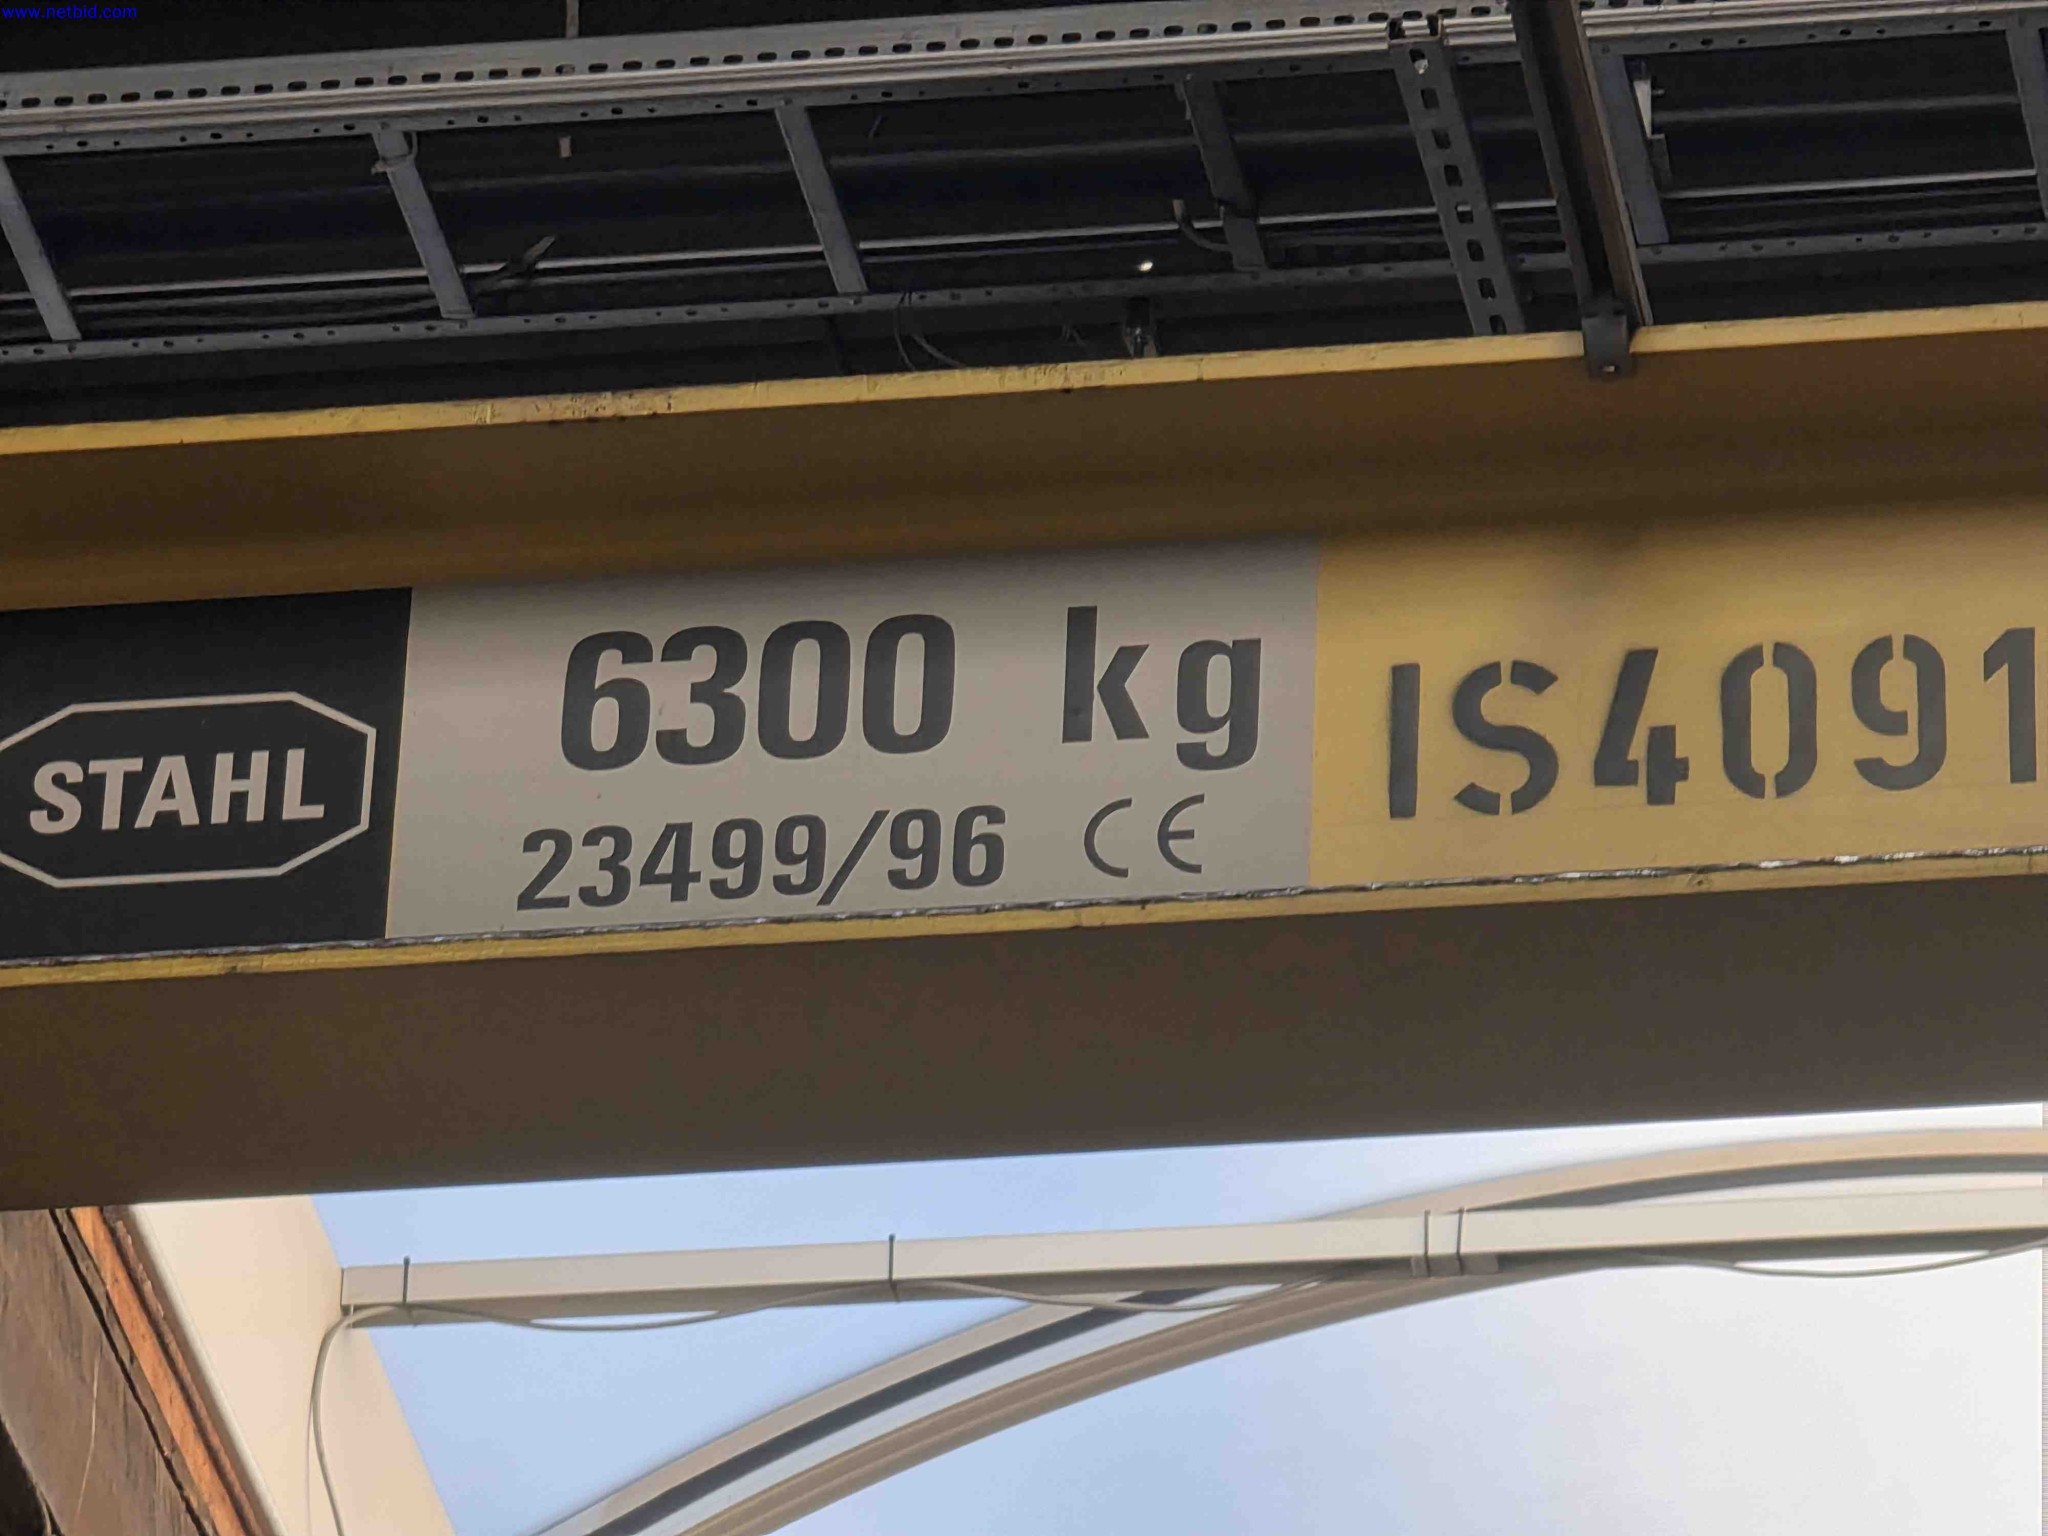 www.netbid.com
STAHL
6300 kg
23499/96 CE
IS4091